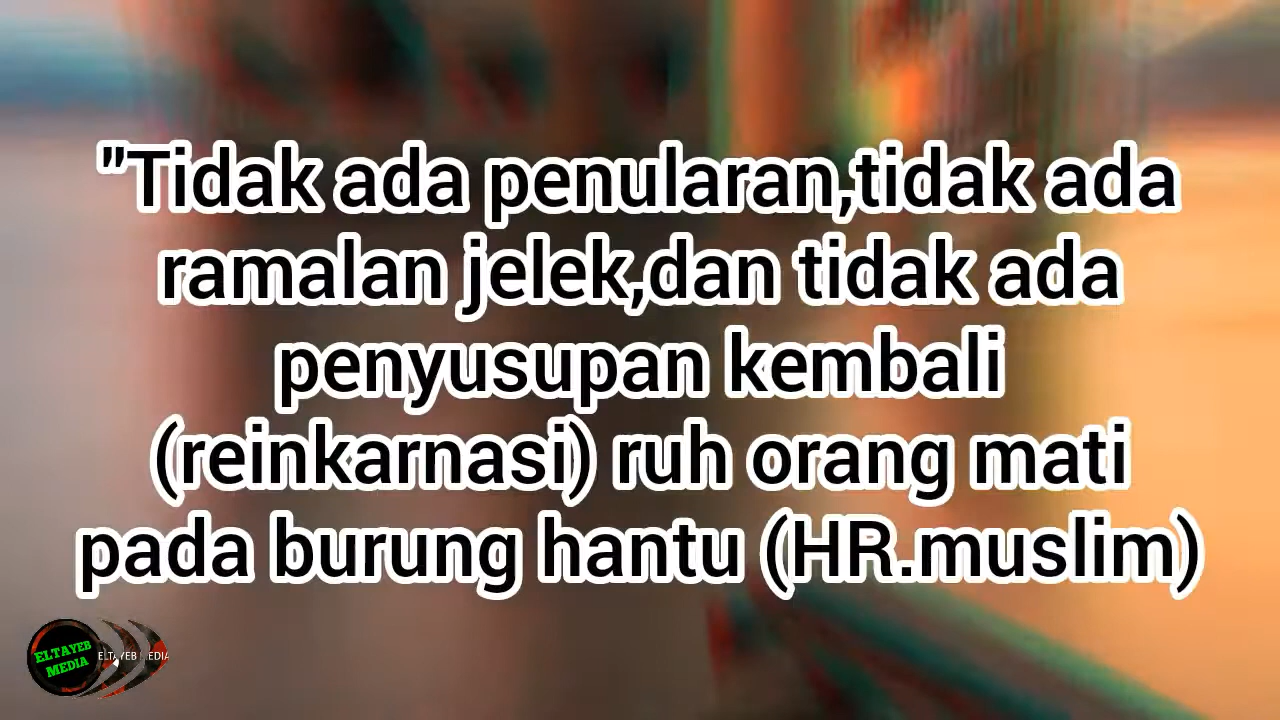 "Tidak ada penularan,tidak ada
ramalan jelek,dan tidak ada
penyusupan kembali
(reinkarnasi) ruh orang mati
pada burung hantu (HR.muslim)
ELTAYEB
MEDIA